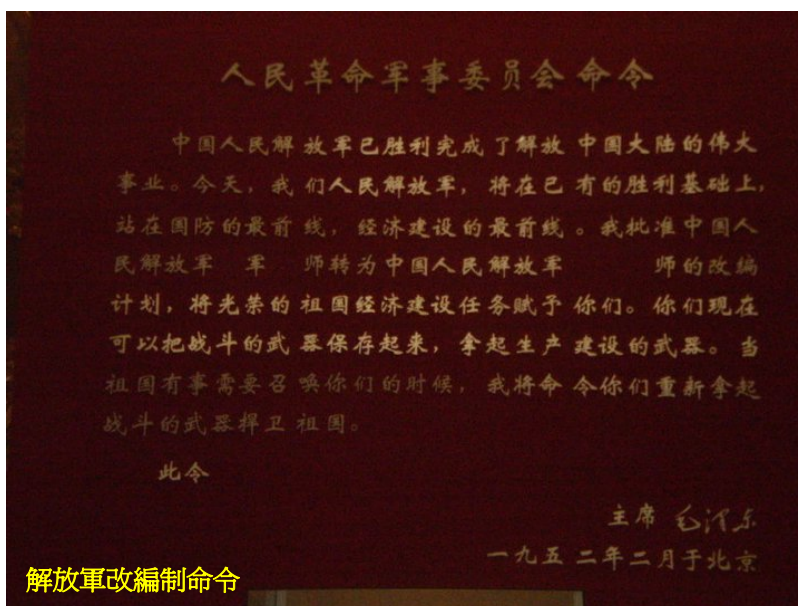 人民革命军事委员会命令
中国人民解放军已胜利完成了解放中国大陆的伟大
事业。今天，我们人民解放军，将在已有的胜利基础上，
站在国防的最前线，经济建设的最前线。我批准中国人
民解放军　军　师转为中国人民解放军　　　师的改编
计划，将光荣的祖国经济建设任务赋予你们。你们现在
可以把战斗的武器保存起来，拿起生产建设的武器。当
祖国有事需要召唤你们的时候，我将命令你们重新拿起
战斗的武器捍卫祖国。
此令
主席 毛泽东
一九五二年二月于北京
解放軍改編制命令